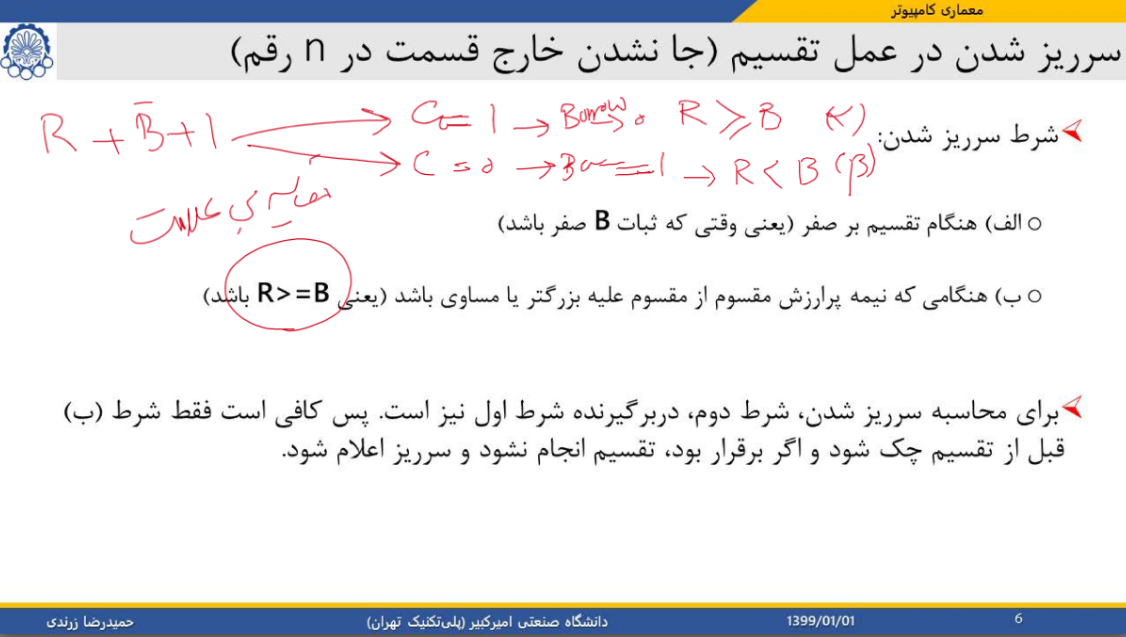 معماری کامپیوتر
سرریز شدن در عمل تقسیم (جا نشدن خارج قسمت در n رقم)
شرط سرریز شدن:
R + B̄ + 1
C = 1 → Borrow = 0 R ≥ B (α)
C = 0 → Borrow = 1 → R < B (β)
مقایسه بی علامت
الف) هنگام تقسیم بر صفر (یعنی وقتی که ثبات B صفر باشد)
ب) هنگامی که نیمه پرارزش مقسوم از مقسوم علیه بزرگتر یا مساوی باشد (یعنی R>=B باشد)
برای محاسبه سرریز شدن، شرط دوم، دربرگیرنده شرط اول نیز است. پس کافی است فقط شرط (ب)
قبل از تقسیم چک شود و اگر برقرار بود، تقسیم انجام نشود و سرریز اعلام شود.
حمیدرضا زرندی
دانشگاه صنعتی امیرکبیر (پلی‌تکنیک تهران)
1399/01/01
6